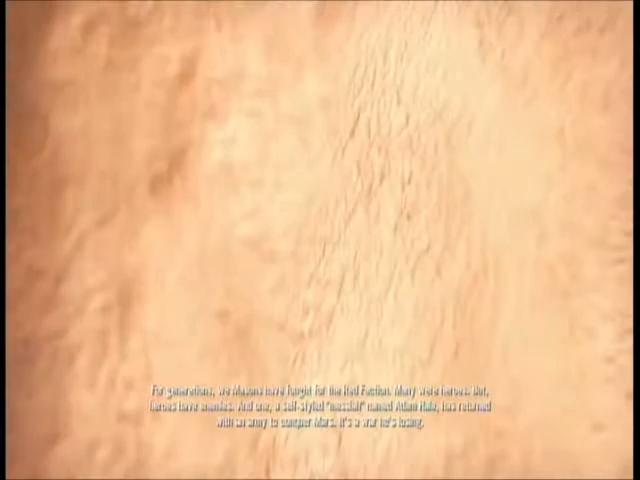 For generations, we Masons have fought for the Red Faction. Many were heroes. But,
heroes have enemies. And one, a self-styled "messiah" named Adam Hale, has returned
with an army to conquer Mars. It's a war he's losing.